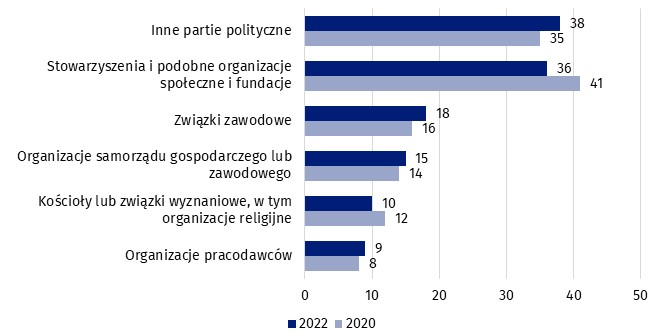 Inne partie polityczne
38
35
Stowarzyszenia i podobne organizacje
społeczne i fundacje
36
41
Związki zawodowe
18
16
Organizacje samorządu gospodarczego lub
zawodowego
15
14
Kościoły lub związki wyznaniowe, w tym
organizacje religijne
10
12
Organizacje pracodawców
9
8
0 10 20 30 40 50
2022 2020